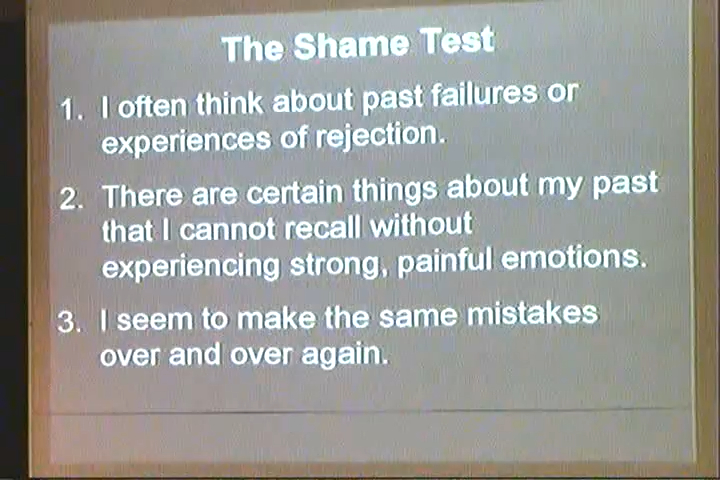 The Shame Test
1. I often think about past failures or
experiences of rejection.
2. There are certain things about my past
that I cannot recall without
experiencing strong, painful emotions.
3. I seem to make the same mistakes
over and over again.